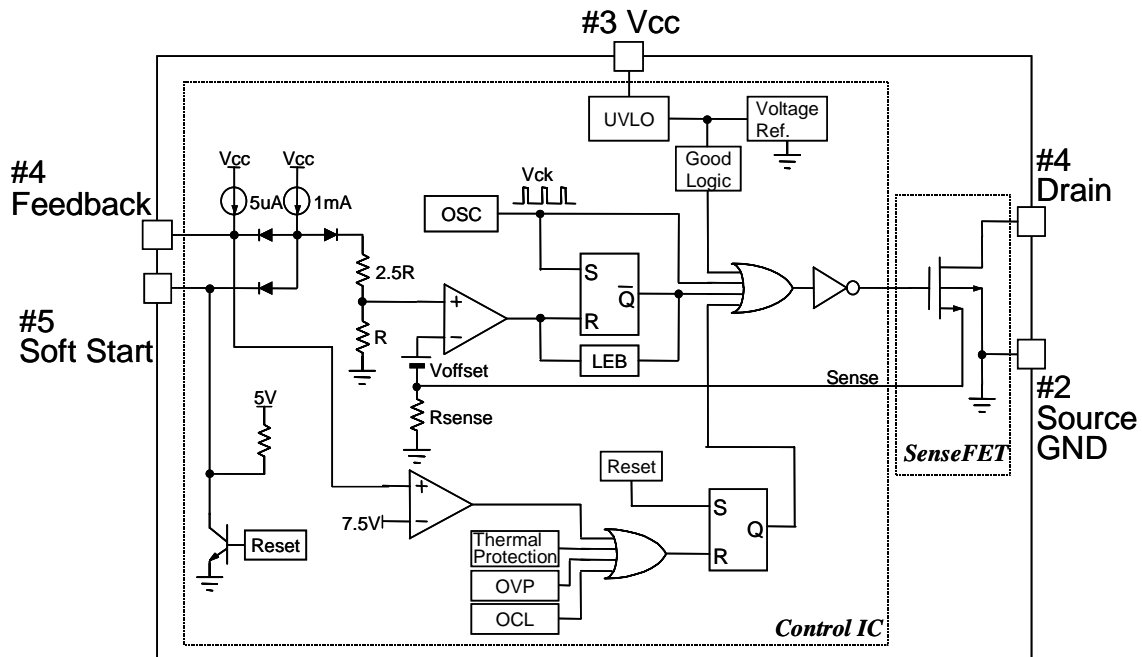 #3 Vcc
UVLO
Voltage
Ref.
Good
Logic
Vcc
Vcc
#4
Feedback
5uA
1mA
Vck
OSC
#4
Drain
2.5R
S
Q
R
+
−
R
#5
Soft Start
Voffset
LEB
Sense
Rsense
#2
Source
GND
5V
SenseFET
Reset
+
−
7.5V
S
Q
R
Reset
Thermal
Protection
OVP
OCL
Control IC